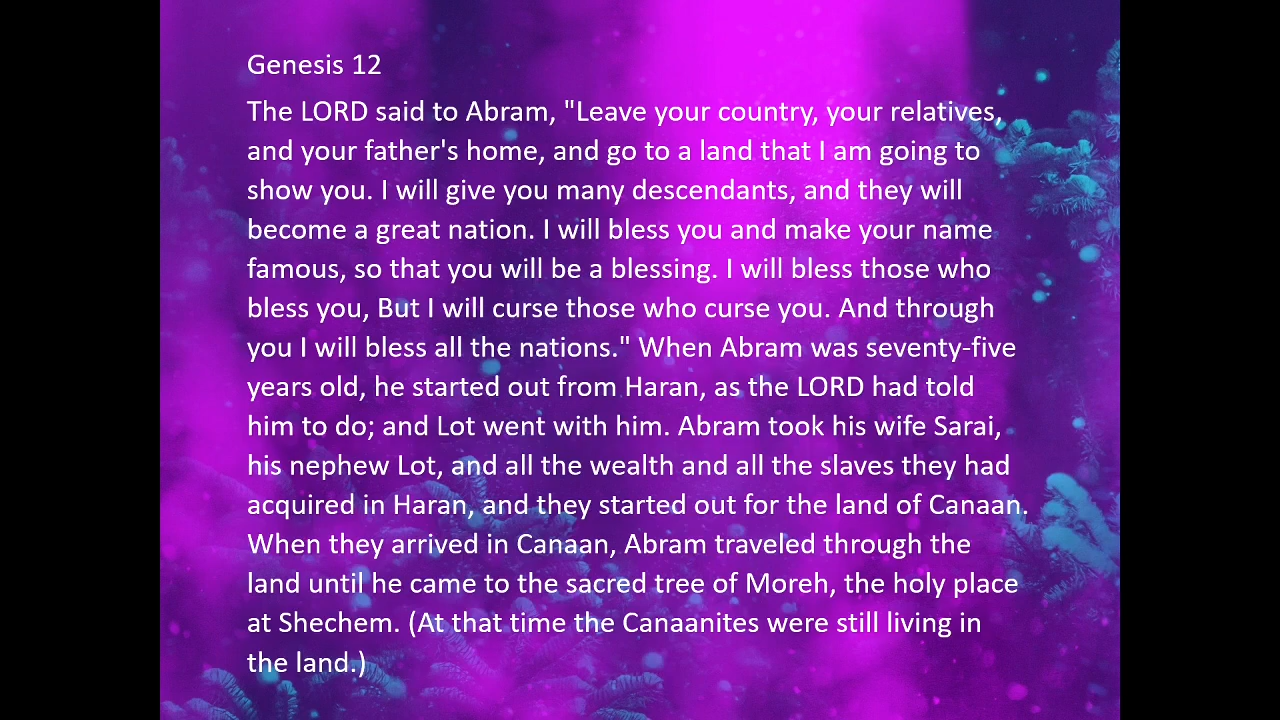 Genesis 12
The LORD said to Abram, "Leave your country, your relatives,
and your father's home, and go to a land that I am going to
show you. I will give you many descendants, and they will
become a great nation. I will bless you and make your name
famous, so that you will be a blessing. I will bless those who
bless you, But I will curse those who curse you. And through
you I will bless all the nations." When Abram was seventy-five
years old, he started out from Haran, as the LORD had told
him to do; and Lot went with him. Abram took his wife Sarai,
his nephew Lot, and all the wealth and all the slaves they had
acquired in Haran, and they started out for the land of Canaan.
When they arrived in Canaan, Abram traveled through the
land until he came to the sacred tree of Moreh, the holy place
at Shechem. (At that time the Canaanites were still living in
the land.)